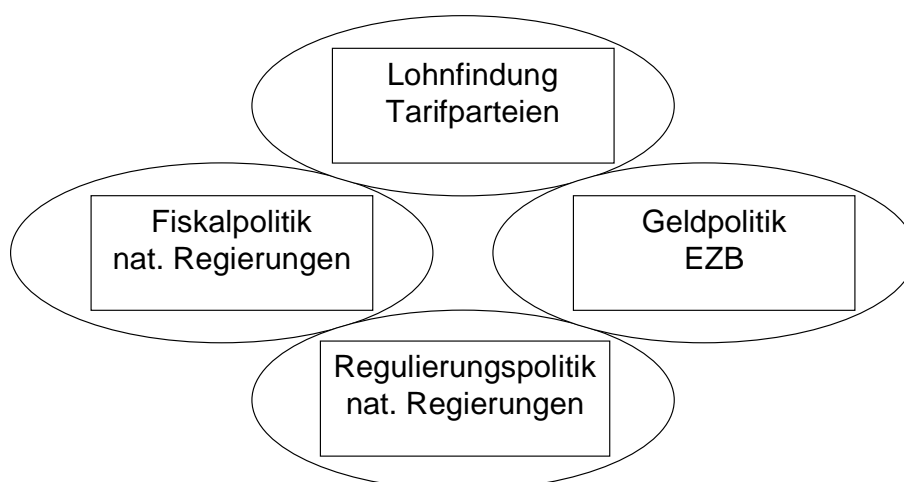 Lohnfindung
Tarifparteien
Fiskalpolitik
nat. Regierungen
Geldpolitik
EZB
Regulierungspolitik
nat. Regierungen